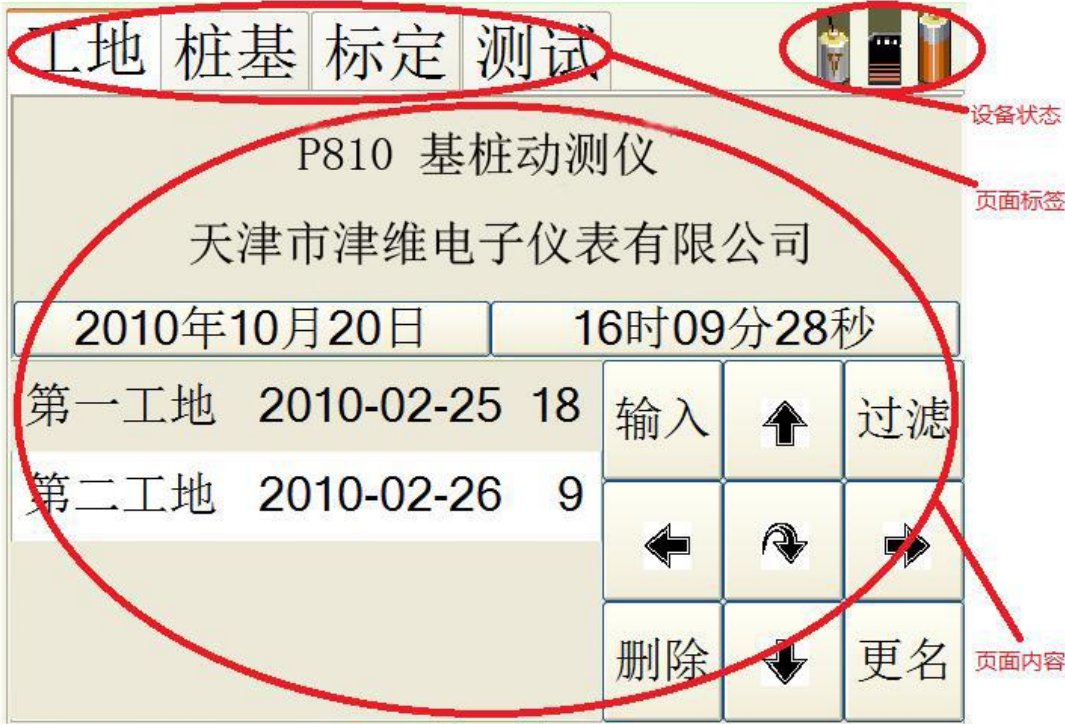 工地 桩基 标定 测试
设备状态
P810 基桩动测仪
页面标签
天津市津维电子仪表有限公司
2010年10月20日 16时09分28秒
第一工地 2010-02-25 18
第二工地 2010-02-26 9
输入 过滤
删除 更名
页面内容